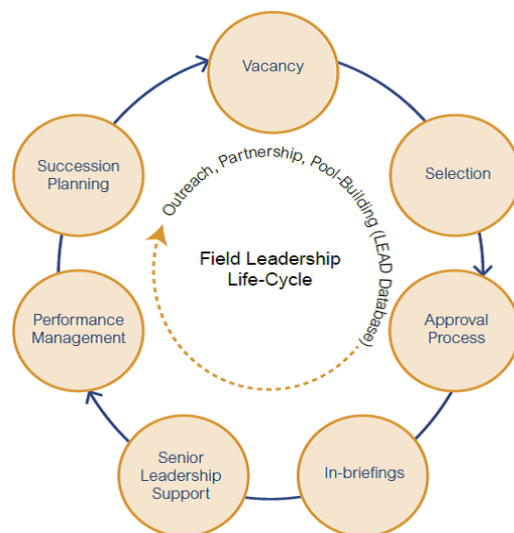 Vacancy
Selection
Approval
Process
In-briefings
Senior
Leadership
Support
Performance
Management
Succession
Planning
Outreach, Partnership, Pool-Building (LEAD Database)
Field Leadership
Life-Cycle